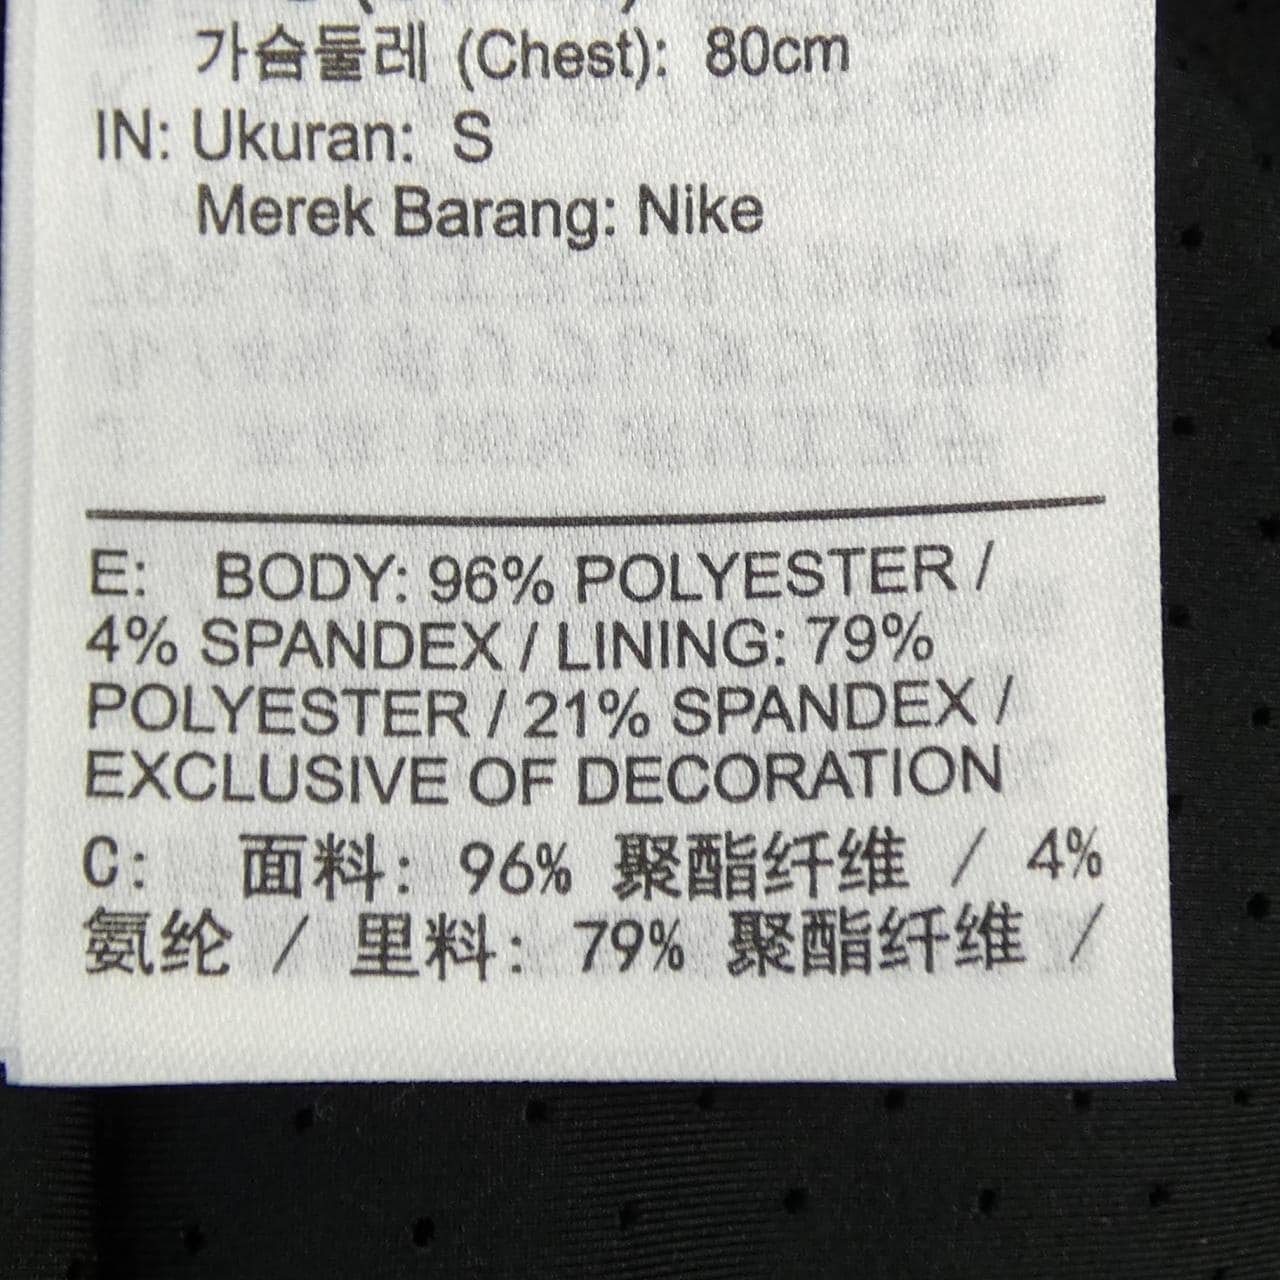 가슴둘레 (Chest): 80cm
IN: Ukuran: S
Merek Barang: Nike
E: BODY: 96% POLYESTER /
4% SPANDEX / LINING: 79%
POLYESTER / 21% SPANDEX /
EXCLUSIVE OF DECORATION
C: 面料: 96% 聚酯纤维 / 4%
氨纶 / 里料: 79% 聚酯纤维 /